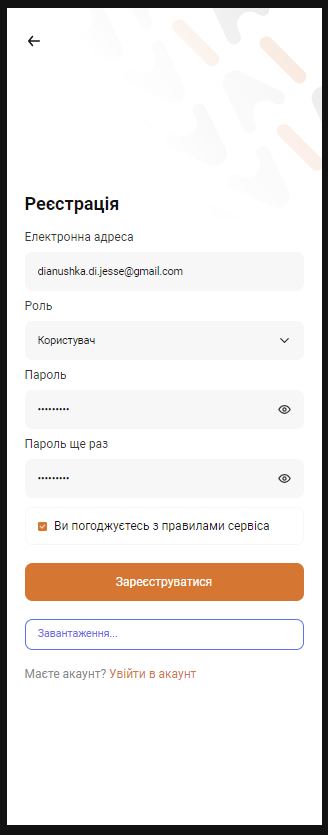 Реєстрація
Електронна адреса
dianushka.di.jesse@gmail.com
Роль
Користувач
Пароль
•••••••••
Пароль ще раз
•••••••••
Ви погоджуєтесь з правилами сервіса
Зареєструватися
Завантаження...
Маєте акаунт? Увійти в акаунт